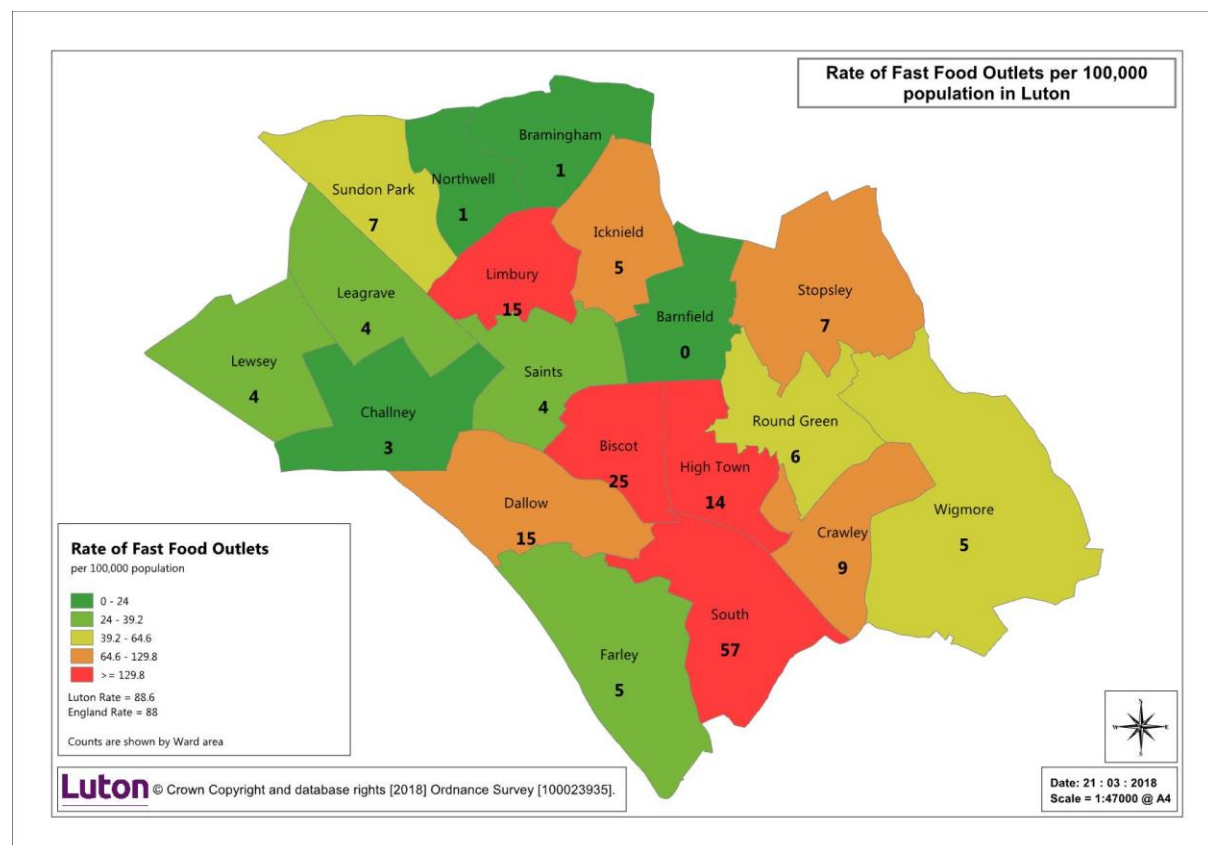 Rate of Fast Food Outlets per 100,000
population in Luton
Bramingham
1
Northwell
1
Sundon Park
7
Icknield
5
Limbury
15
Leagrave
4
Stopsley
7
Barnfield
0
Lewsey
4
Saints
4
Challney
3
Round Green
6
Biscot
25
High Town
14
Dallow
15
Wigmore
5
Crawley
9
South
57
Farley
5
Rate of Fast Food Outlets
per 100,000 population
0 - 24
24 - 39.2
39.2 - 64.6
64.6 - 129.8
>= 129.8
Luton Rate = 88.6
England Rate = 88
Counts are shown by Ward area
N
W E
S
Luton © Crown Copyright and database rights [2018] Ordnance Survey [100023935].
Date: 21 : 03 : 2018
Scale = 1:47000 @ A4